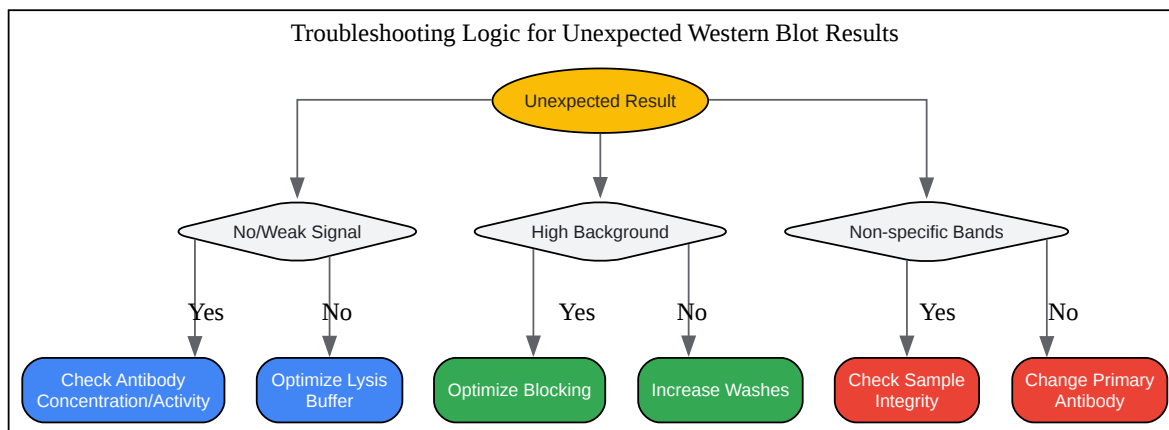 Troubleshooting Logic for Unexpected Western Blot Results
Unexpected Result
No/Weak Signal
High Background
Non-specific Bands
Yes
No
Yes
No
Yes
No
Check Antibody
Concentration/Activity
Optimize Lysis
Buffer
Optimize Blocking
Increase Washes
Check Sample
Integrity
Change Primary
Antibody